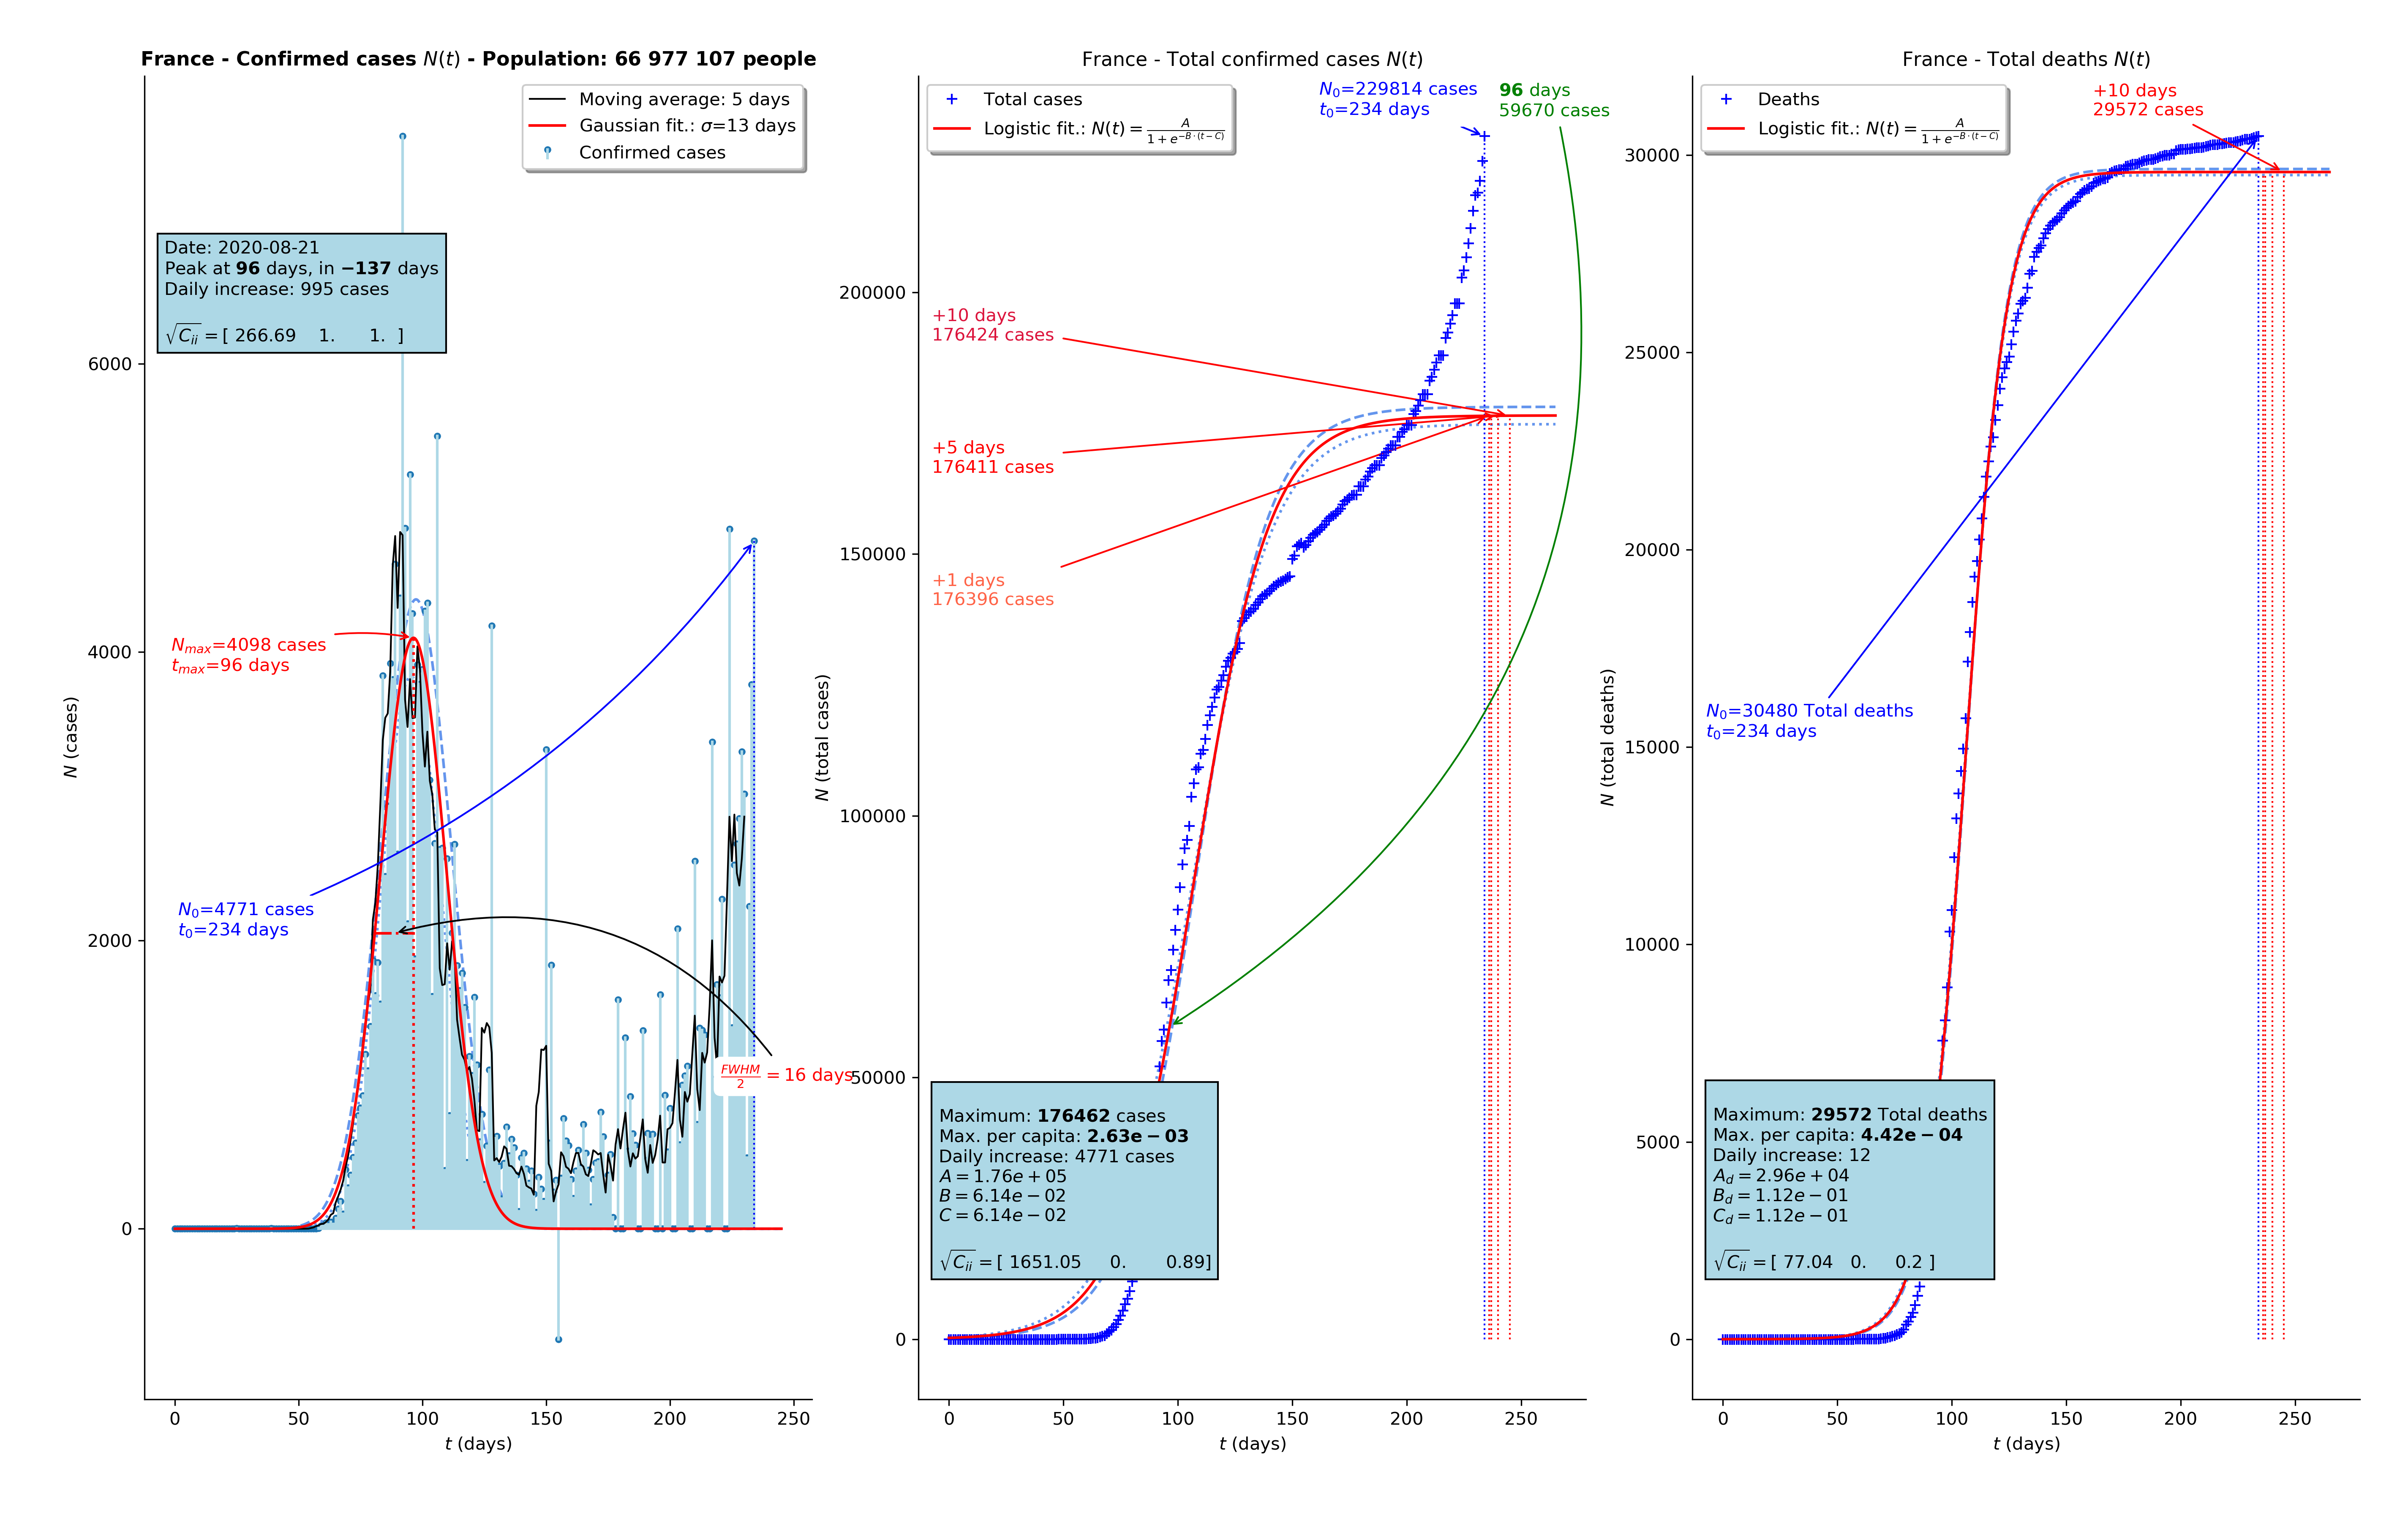 France - Confirmed cases N(t) - Population: 66 977 107 people
Moving average: 5 days
Gaussian fit.: σ=13 days
Confirmed cases
Date: 2020-08-21
Peak at 96 days, in −137 days
Daily increase: 995 cases
√C_ii = [ 266.69 1. 1. ]
N_max=4098 cases
t_max=96 days
N_0=4771 cases
t_0=234 days
FWHM/2 = 16 days
6000
4000
2000
0
N (cases)
0 50 100 150 200 250
t (days)
France - Total confirmed cases N(t)
Total cases
Logistic fit.: N(t) = A/(1 + e^(−B·(t−C)))
N_0=229814 cases
t_0=234 days
96 days
59670 cases
+10 days
176424 cases
+5 days
176411 cases
+1 days
176396 cases
Maximum: 176462 cases
Max. per capita: 2.63e − 03
Daily increase: 4771 cases
A = 1.76e + 05
B = 6.14e − 02
C = 6.14e − 02
√C_ii = [ 1651.05 0. 0.89]
200000
150000
100000
50000
0
N (total cases)
0 50 100 150 200 250
t (days)
France - Total deaths N(t)
Deaths
Logistic fit.: N(t) = A/(1 + e^(−B·(t−C)))
+10 days
29572 cases
N_0=30480 Total deaths
t_0=234 days
Maximum: 29572 Total deaths
Max. per capita: 4.42e − 04
Daily increase: 12
A_d = 2.96e + 04
B_d = 1.12e − 01
C_d = 1.12e − 01
√C_ii = [ 77.04 0. 0.2 ]
30000
25000
20000
15000
10000
5000
0
N (total deaths)
0 50 100 150 200 250
t (days)